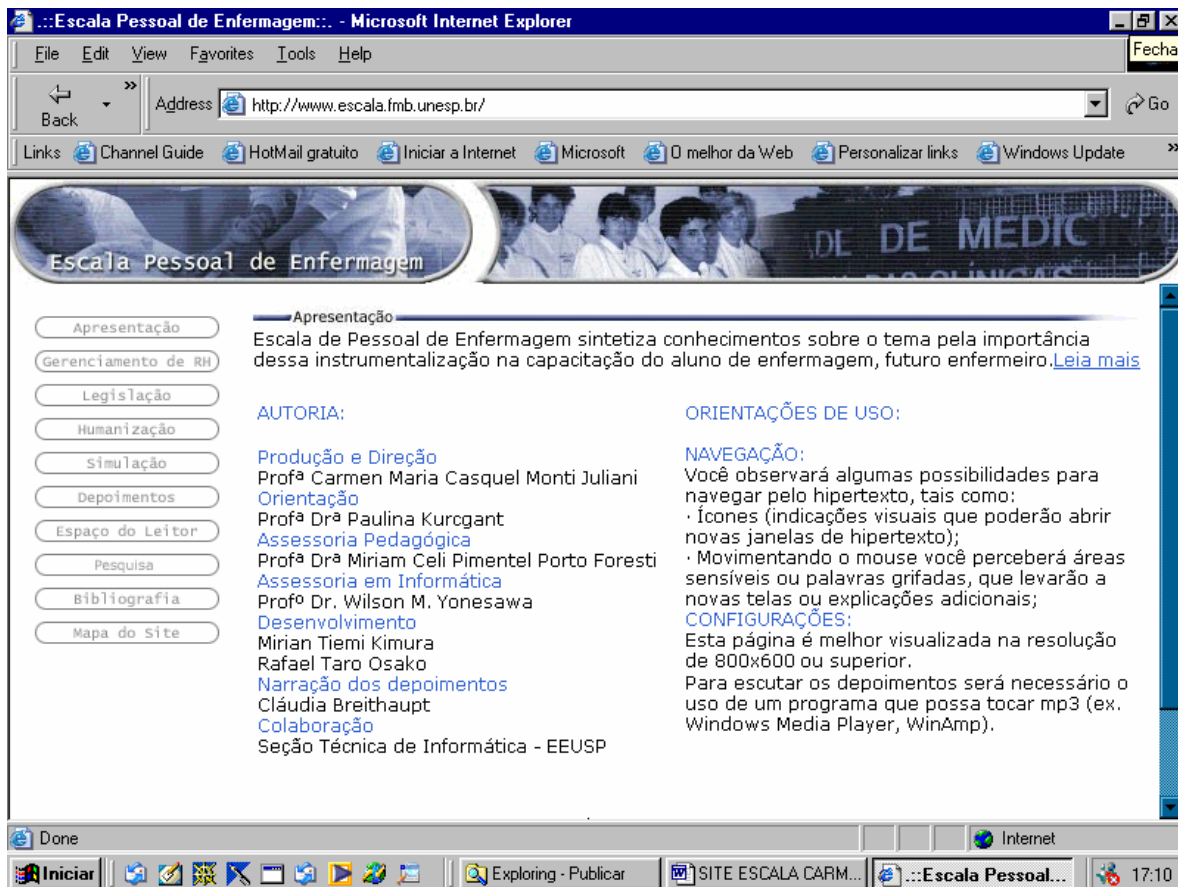 .::Escala Pessoal de Enfermagem::. - Microsoft Internet Explorer
Fecha
File Edit View Favorites Tools Help
Back
Address http://www.escala.fmb.unesp.br/ Go
Links Channel Guide HotMail gratuito Iniciar a Internet Microsoft O melhor da Web Personalizar links Windows Update
Escala Pessoal de Enfermagem
DE MEDIC
CLÍNICAS
Apresentação
Gerenciamento de RH
Legislação
Humanização
Simulação
Depoimentos
Espaço do Leitor
Pesquisa
Bibliografia
Mapa do Site
Apresentação
Escala de Pessoal de Enfermagem sintetiza conhecimentos sobre o tema pela importância
dessa instrumentalização na capacitação do aluno de enfermagem, futuro enfermeiro.Leia mais
AUTORIA:
Produção e Direção
Profª Carmen Maria Casquel Monti Juliani
Orientação
Profª Drª Paulina Kurcgant
Assessoria Pedagógica
Profª Drª Miriam Celi Pimentel Porto Foresti
Assessoria em Informática
Profº Dr. Wilson M. Yonesawa
Desenvolvimento
Mirian Tiemi Kimura
Rafael Taro Osako
Narração dos depoimentos
Cláudia Breithaupt
Colaboração
Seção Técnica de Informática - EEUSP
ORIENTAÇÕES DE USO:
NAVEGAÇÃO:
Você observará algumas possibilidades para
navegar pelo hipertexto, tais como:
· Ícones (indicações visuais que poderão abrir
novas janelas de hipertexto);
· Movimentando o mouse você perceberá áreas
sensíveis ou palavras grifadas, que levarão a
novas telas ou explicações adicionais;
CONFIGURAÇÕES:
Esta página é melhor visualizada na resolução
de 800x600 ou superior.
Para escutar os depoimentos será necessário o
uso de um programa que possa tocar mp3 (ex.
Windows Media Player, WinAmp).
Done Internet
Iniciar Exploring - Publicar SITE ESCALA CARM... .::Escala Pessoal... 17:10